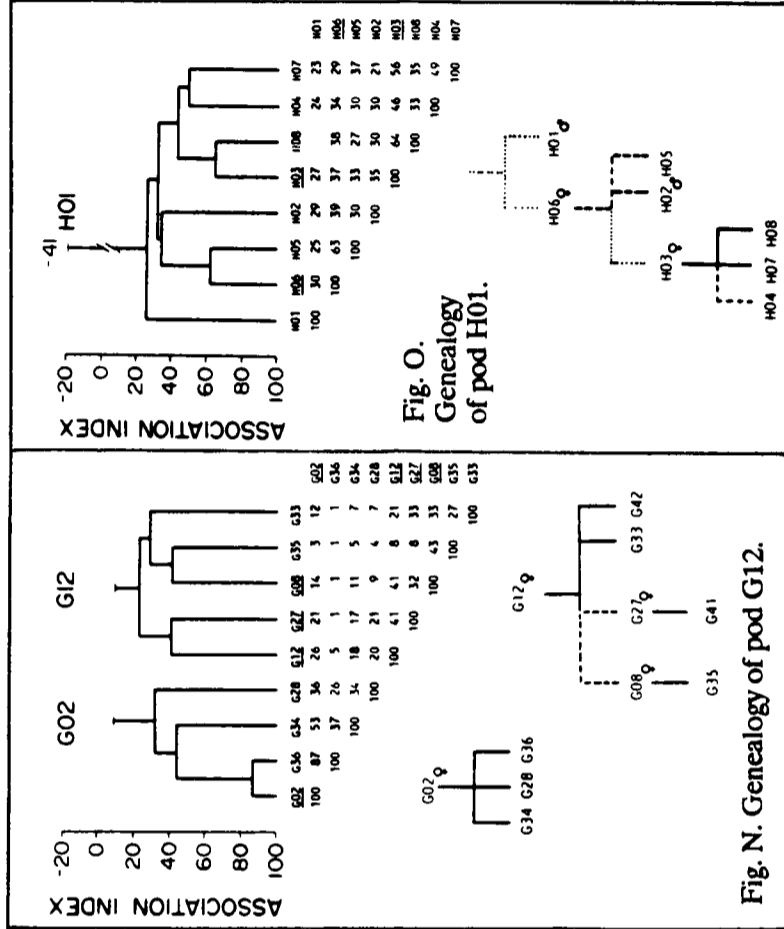 ASSOCIATION INDEX
-20
0
20
40
60
80
100
G02 G12
G02 G36 G34 G28 G12 G27 G08 G35 G33
100 87 53 36 26 21 14 3 12 G02
100 37 26 5 1 1 1 1 G36
100 34 18 17 11 5 7 G34
100 20 21 9 4 7 G28
100 41 41 8 21 G12
100 32 8 33 G27
100 43 33 G08
100 27 G35
100 G33
G02♀
G34 G28 G36
G12♀
G08♀ G27♀ G33 G42
G35 G41
Fig. N. Genealogy of pod G12.
ASSOCIATION INDEX
-20
0
20
40
60
80
100
-41 H01
H01 H06 H05 H02 H03 H08 H04 H07
100 30 25 29 27 24 23 H01
100 63 39 37 38 34 29 H06
100 30 33 27 30 37 H05
100 35 30 30 21 H02
100 64 46 56 H03
100 33 35 H08
100 49 H04
100 H07
Fig. O.
Genealogy
of pod H01.
H06♀ H01♂
H03♀ H02♂ H05
H04 H07 H08